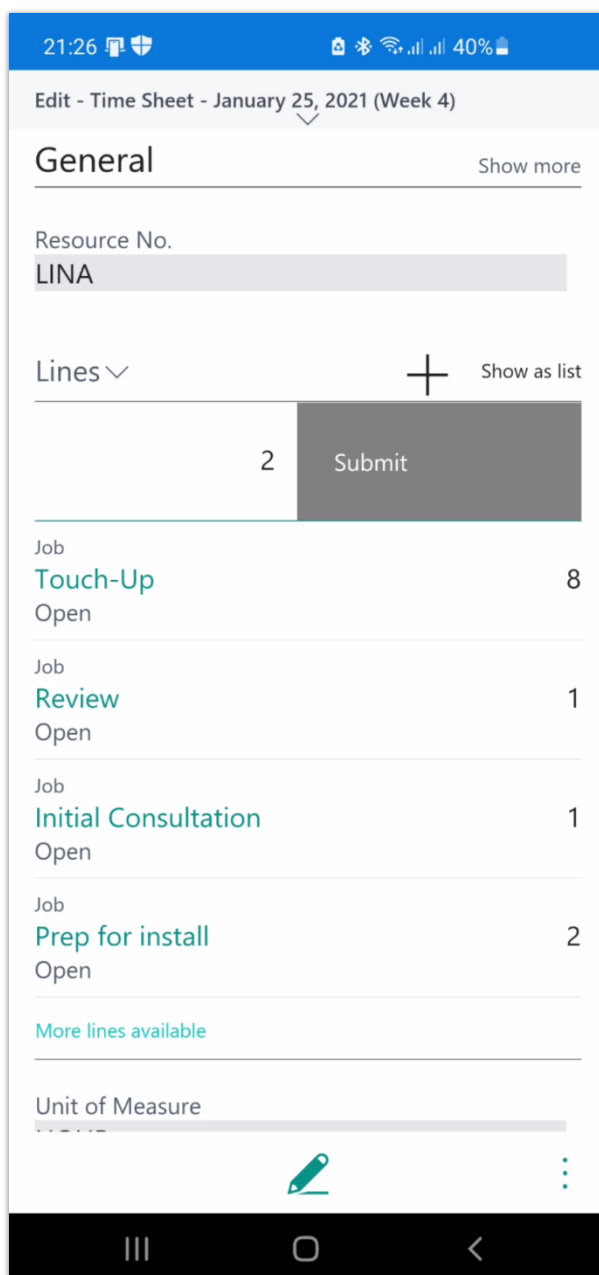 21:26 40%
Edit - Time Sheet - January 25, 2021 (Week 4)
General Show more
Resource No.
LINA
Lines Show as list
2 Submit
Job
Touch-Up 8
Open
Job
Review 1
Open
Job
Initial Consultation 1
Open
Job
Prep for install 2
Open
More lines available
Unit of Measure